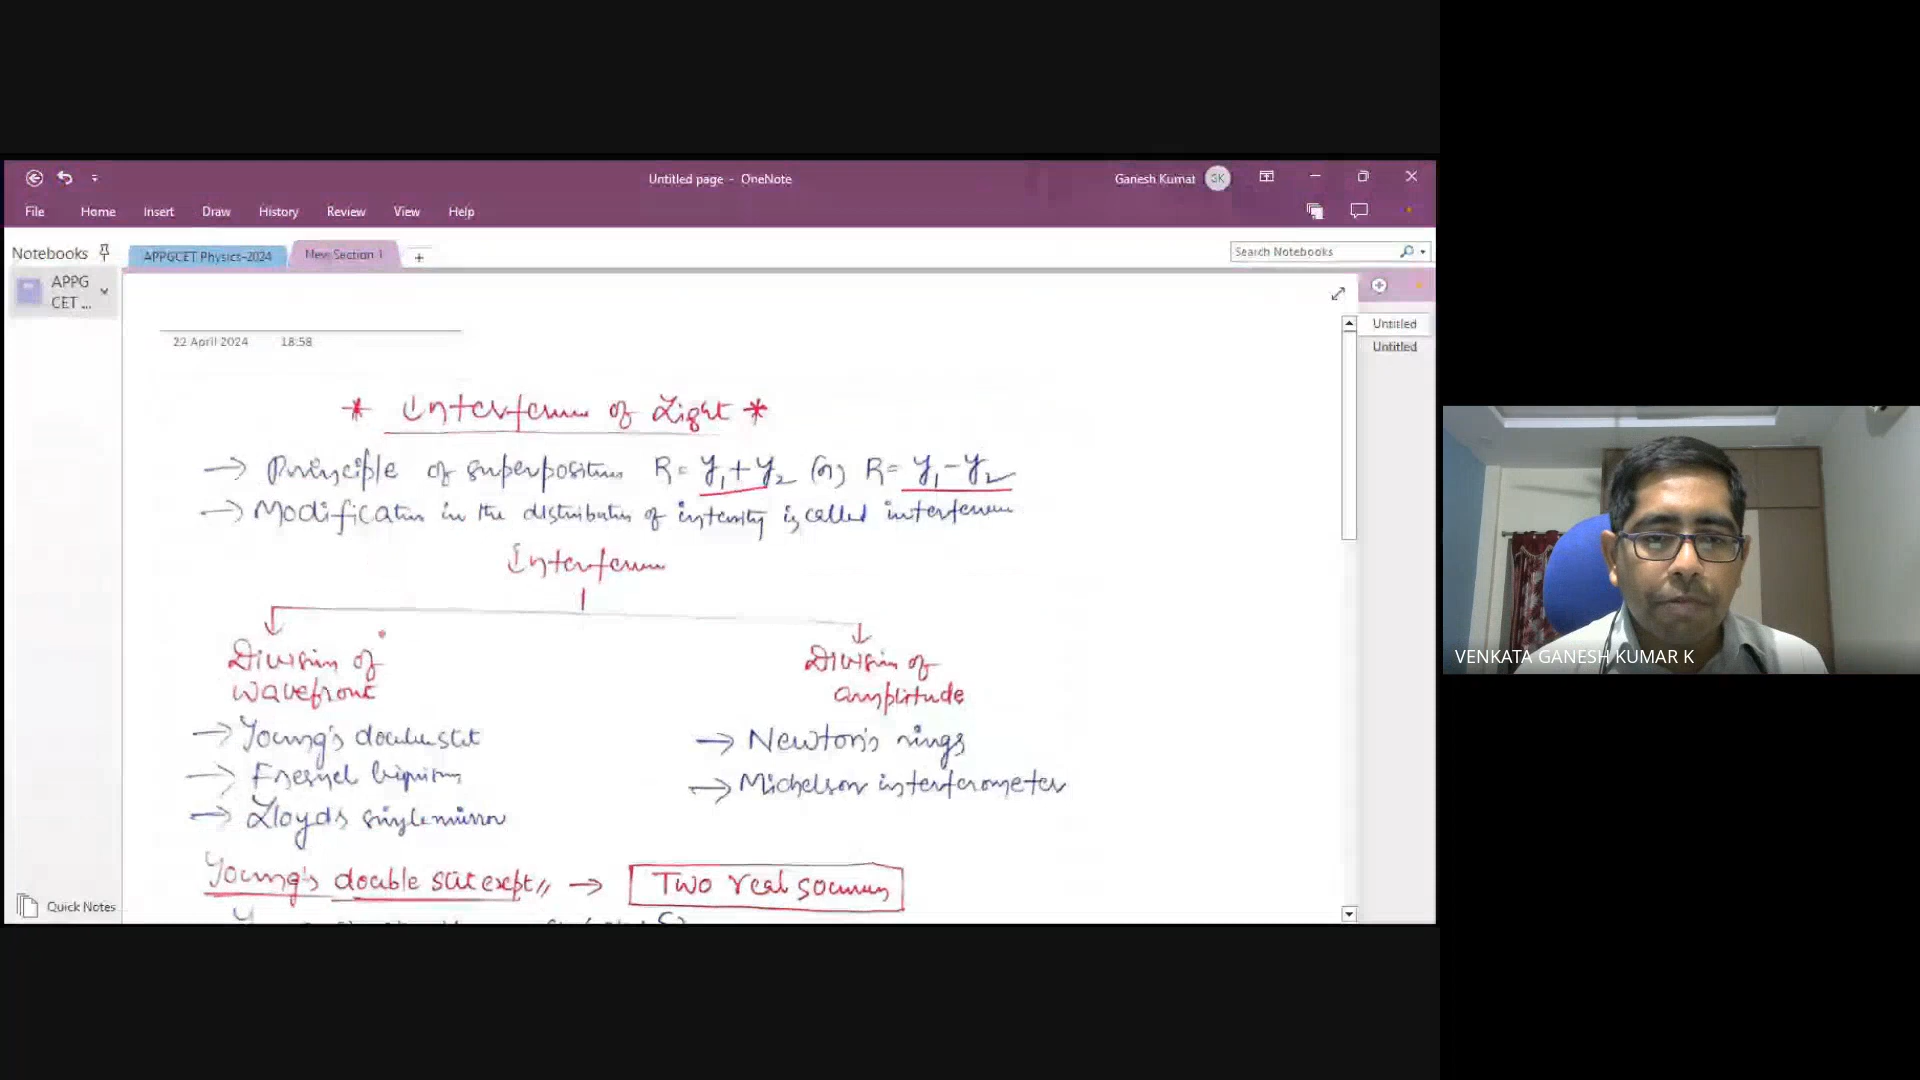 Untitled page - OneNote
Ganesh Kumar GK
File Home Insert Draw History Review View Help
Notebooks
APPGCET Physics-2024 New Section 1 +
Search Notebooks
APPG
CET ...
Untitled
Untitled
22 April 2024 18:58
* Interference of Light *
→ Principle of superposition R = y₁ + y₂ (or) R = y₁ - y₂
→ Modification in the distribution of intensity is called interference
Interference
Division of
wavefront
→ Young's double slit
→ Fresnel biprism
→ Lloyds single mirror
Division of
amplitude
→ Newton's rings
→ Michelson interferometer
Young's double slit expt// → Two real sources
Quick Notes
VENKATA GANESH KUMAR K